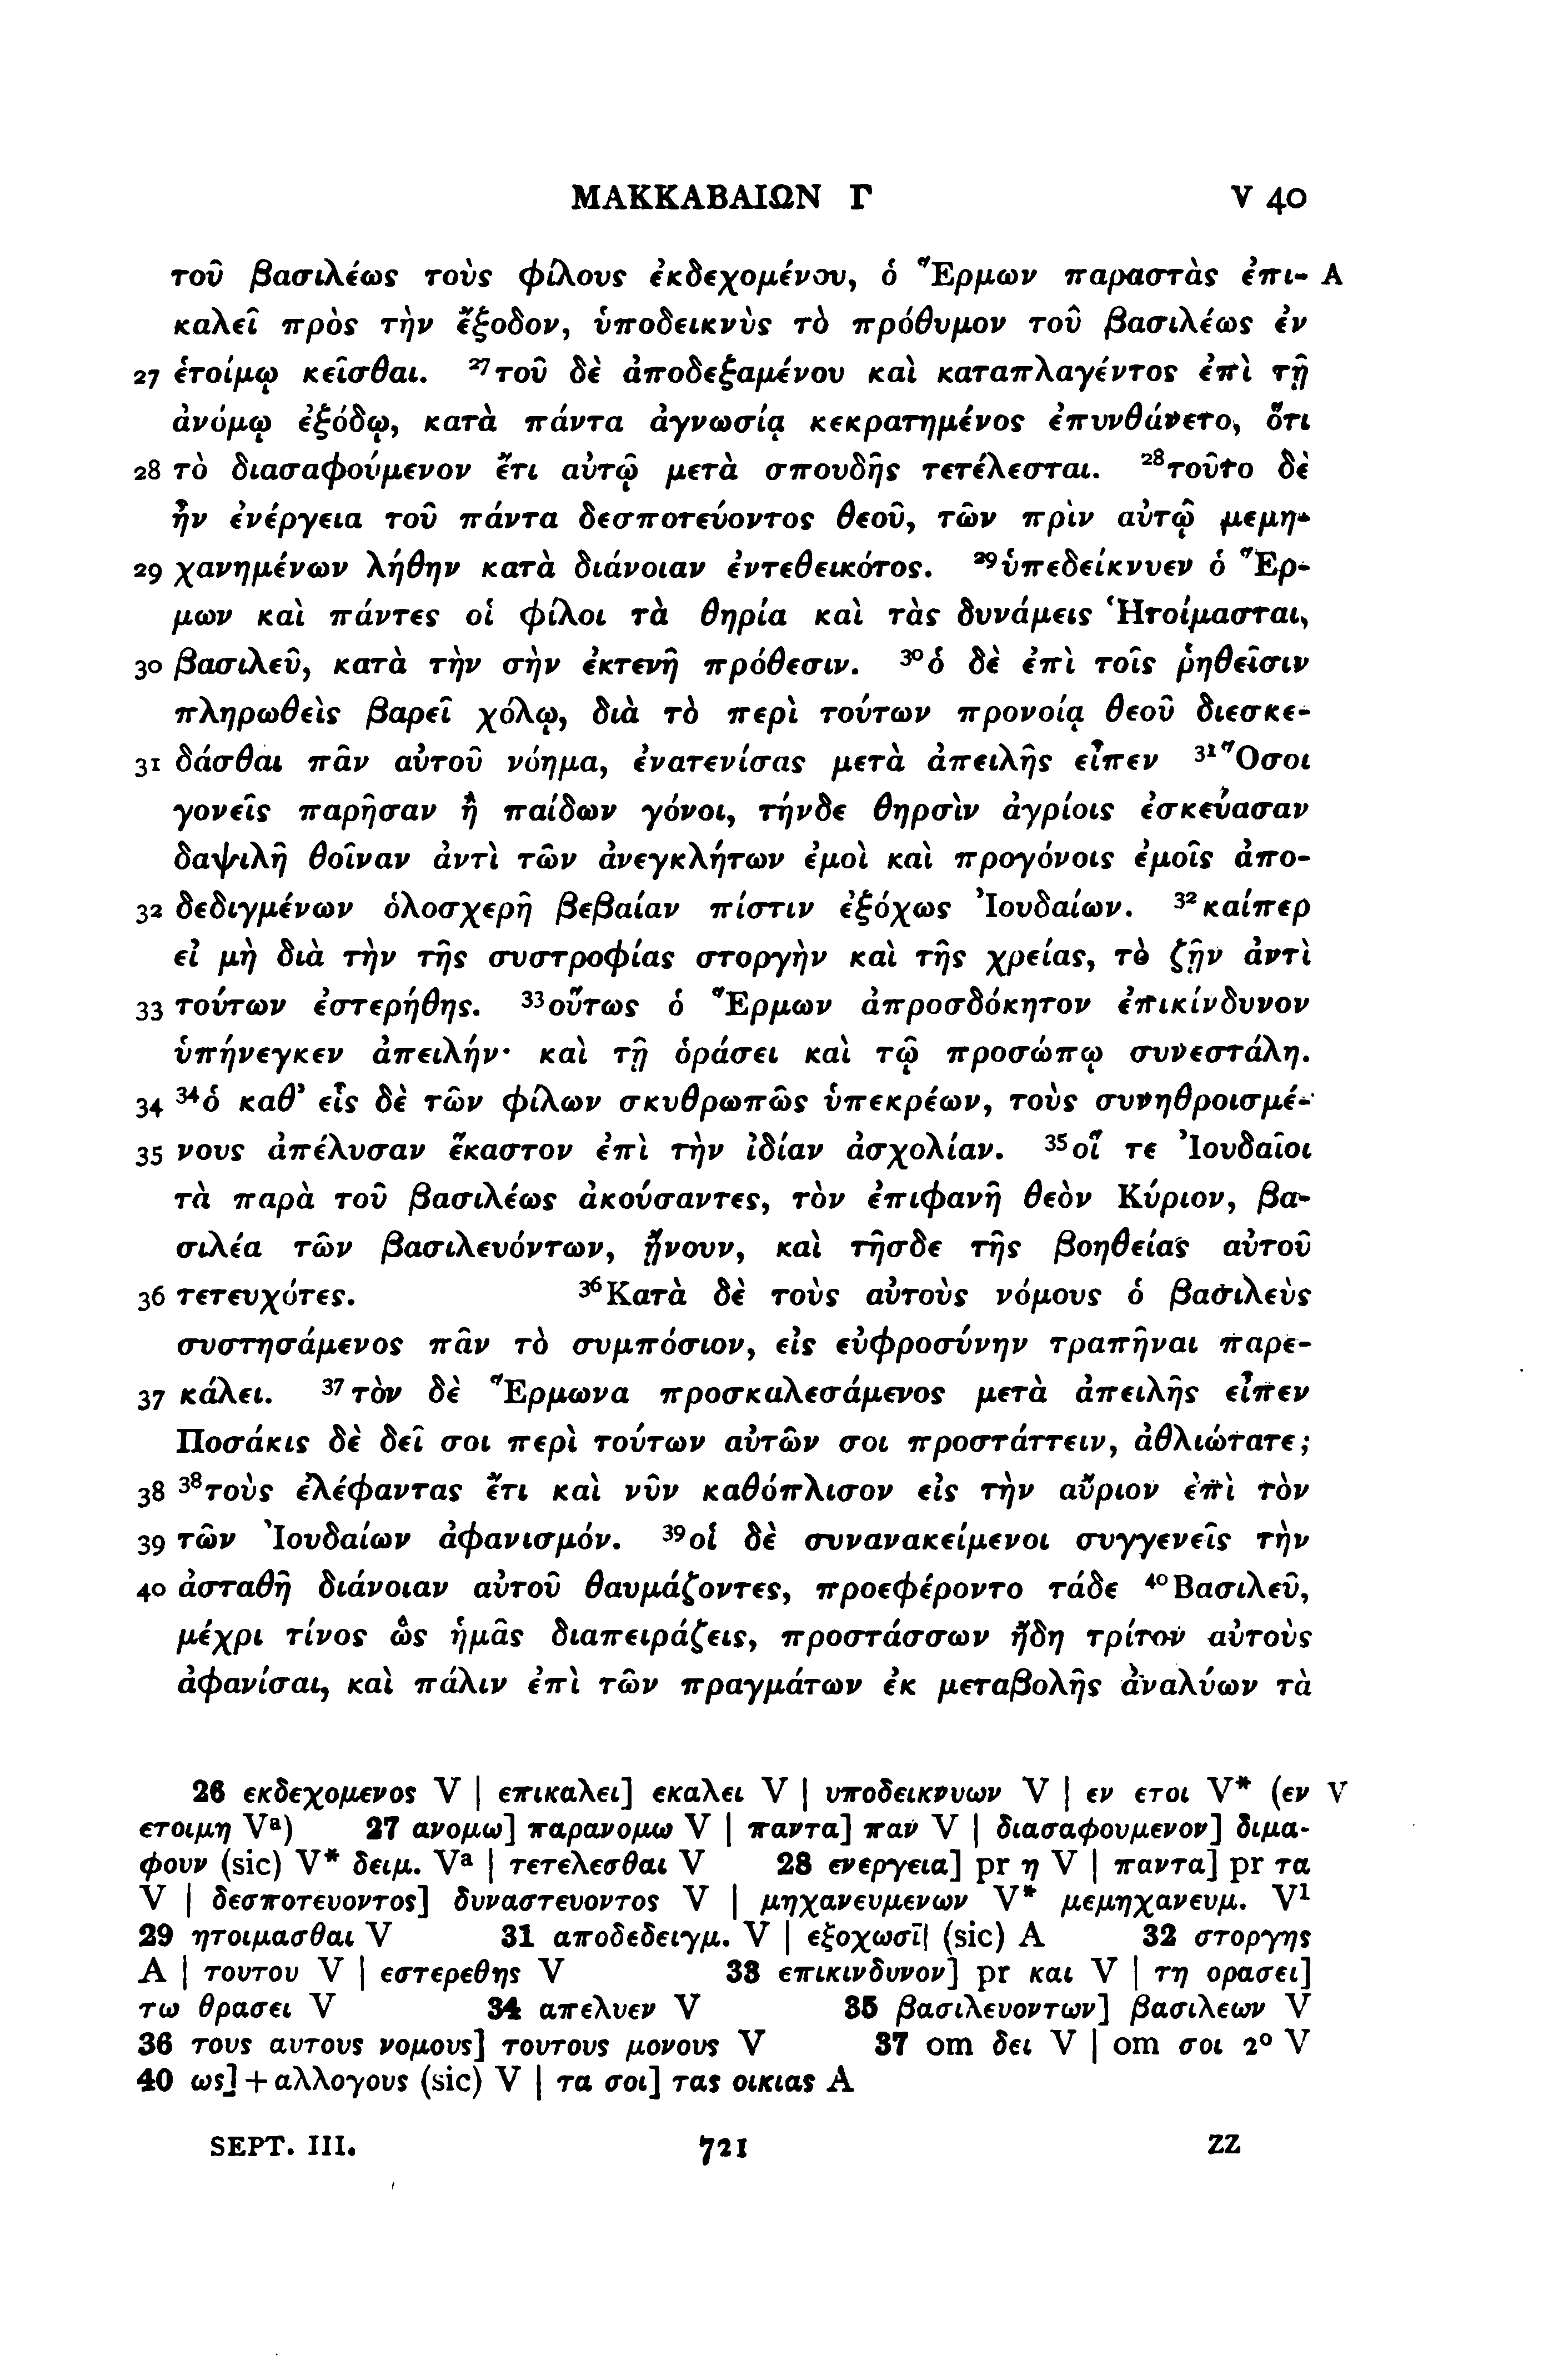 ΜΑΚΚΑΒΑΙΩΝ Γ V 40
τοῦ βασιλέως τοὺς φίλους ἐκδεχομένου, ὁ Ἕρμων παραστὰς ἐπι- A
καλεῖ πρὸς τὴν ἔξοδον, ὑποδεικνὺς τὸ πρόθυμον τοῦ βασιλέως ἐν
27 ἑτοίμῳ κεῖσθαι. ²⁷τοῦ δὲ ἀποδεξαμένου καὶ καταπλαγέντος ἐπὶ τῇ
ἀνόμῳ ἐξόδῳ, κατὰ πάντα ἀγνωσίᾳ κεκρατημένος ἐπυνθάνετο, ὅτι
28 τὸ διασαφούμενον ἔτι αὐτῷ μετὰ σπουδῆς τετέλεσται. ²⁸τοῦτο δὲ
ἦν ἐνέργεια τοῦ πάντα δεσποτεύοντος θεοῦ, τῶν πρὶν αὐτῷ μεμη-
29 χανημένων λήθην κατὰ διάνοιαν ἐντεθεικότος. ²⁹ὑπεδείκνυεν ὁ Ἕρ-
μων καὶ πάντες οἱ φίλοι τὰ θηρία καὶ τὰς δυνάμεις Ἡτοίμασται,
30 βασιλεῦ, κατὰ τὴν σὴν ἐκτενῆ πρόθεσιν. ³⁰ὁ δὲ ἐπὶ τοῖς ῥηθεῖσιν
πληρωθεὶς βαρεῖ χόλῳ, διὰ τὸ περὶ τούτων προνοίᾳ θεοῦ διεσκε-
31 δάσθαι πᾶν αὐτοῦ νόημα, ἐνατενίσας μετὰ ἀπειλῆς εἶπεν ³¹Ὅσοι
γονεῖς παρῆσαν ἢ παίδων γόνοι, τήνδε θηρσὶν ἀγρίοις ἐσκεύασαν
δαψιλῆ θοῖναν ἀντὶ τῶν ἀνεγκλήτων ἐμοὶ καὶ προγόνοις ἐμοῖς ἀπο-
32 δεδιγμένων ὁλοσχερῆ βεβαίαν πίστιν ἐξόχως Ἰουδαίων. ³²καίπερ
εἰ μὴ διὰ τὴν τῆς συστροφίας στοργὴν καὶ τῆς χρείας, τὸ ζῇν ἀντὶ
33 τούτων ἐστερήθης. ³³οὕτως ὁ Ἕρμων ἀπροσδόκητον ἐπικίνδυνον
ὑπήνεγκεν ἀπειλήν· καὶ τῇ ὁράσει καὶ τῷ προσώπῳ συνεστάλη.
34 ³⁴ὁ καθ’ εἷς δὲ τῶν φίλων σκυθρωπῶς ὑπεκρέων, τοὺς συνηθροισμέ-
35 νους ἀπέλυσαν ἕκαστον ἐπὶ τὴν ἰδίαν ἀσχολίαν. ³⁵οἵ τε Ἰουδαῖοι
τὰ παρὰ τοῦ βασιλέως ἀκούσαντες, τὸν ἐπιφανῆ θεὸν Κύριον, βα-
σιλέα τῶν βασιλευόντων, ᾔνουν, καὶ τῆσδε τῆς βοηθείας αὐτοῦ
36 τετευχότες. ³⁶Κατὰ δὲ τοὺς αὐτοὺς νόμους ὁ βασιλεὺς
συστησάμενος πᾶν τὸ συμπόσιον, εἰς εὐφροσύνην τραπῆναι παρε-
37 κάλει. ³⁷τὸν δὲ Ἕρμωνα προσκαλεσάμενος μετὰ ἀπειλῆς εἶπεν
Ποσάκις δὲ δεῖ σοι περὶ τούτων αὐτῶν σοι προστάττειν, ἀθλιώτατε;
38 ³⁸τοὺς ἐλέφαντας ἔτι καὶ νῦν καθόπλισον εἰς τὴν αὔριον ἐπὶ τὸν
39 τῶν Ἰουδαίων ἀφανισμόν. ³⁹οἱ δὲ συνανακείμενοι συγγενεῖς τὴν
40 ἀσταθῆ διάνοιαν αὐτοῦ θαυμάζοντες, προεφέροντο τάδε ⁴⁰Βασιλεῦ,
μέχρι τίνος ὣς ἡμᾶς διαπειράζεις, προστάσσων ἤδη τρίτον αὐτοὺς
ἀφανίσαι, καὶ πάλιν ἐπὶ τῶν πραγμάτων ἐκ μεταβολῆς ἀναλύων τὰ
26 εκδεχομενος V | επικαλει] εκαλει V | υποδεικνυων V | εν ετοι V* (εν V
ετοιμη Vᵃ) 27 ανομω] παρανομω V | παντα] παν V | διασαφουμενον] διμα-
φουν (sic) V* δειμ. Vᵃ | τετελεσθαι V 28 ενεργεια] pr η V | παντα] pr τα
V | δεσποτευοντος] δυναστευοντος V | μηχανευμενων V* μεμηχανευμ. V¹
29 ητοιμασθαι V 31 αποδεδειγμ. V | εξοχωσῑ| (sic) A 32 στοργης
A | τουτου V | εστερεθης V 33 επικινδυνον] pr και V | τη ορασει]
τω θρασει V 34 απελυεν V 35 βασιλευοντων] βασιλεων V
36 τους αυτους νομους] τουτους μονους V 37 om δει V | om σοι 2º V
40 ως]+αλλογους (sic) V | τα σοι] τας οικιας A
SEPT. III. 721 ZZ